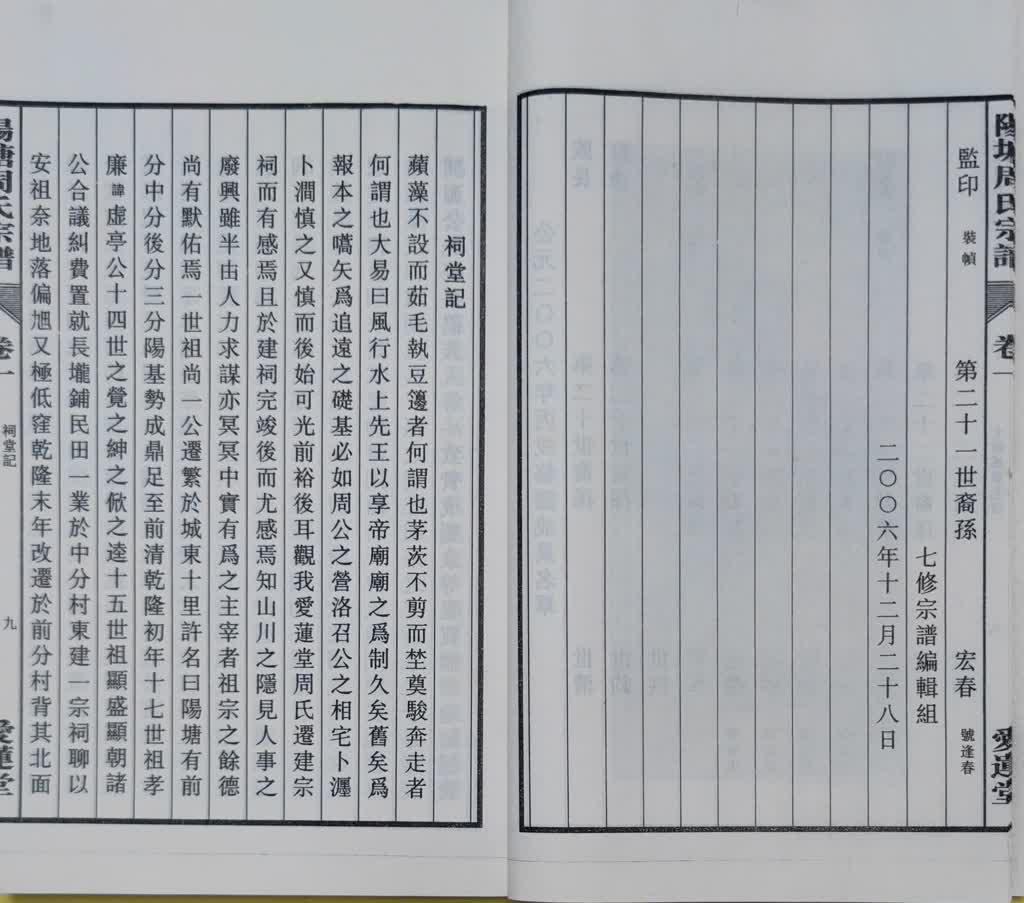 陽塘周氏宗譜
卷一
愛蓮堂
監印 裝幀 第二十一世裔孫 宏春 號逢春
七修宗譜編輯組
二〇〇六年十二月二十八日
祠堂記
蘋藻不設而茹毛執豆籩者何謂也茅茨不剪而坒奠駿奔走者
何謂也大易曰風行水上先王以享帝廟廟之爲制久矣舊矣爲
報本之嚆矢爲追遠之礎基必如周公之營洛召公之相宅卜瀍
卜澗慎之又慎而後始可光前裕後耳觀我愛蓮堂周氏遷建宗
祠而有感焉且於建祠完竣後而尤感焉知山川之隱見人事之
廢興雖半由人力求謀亦冥冥中實有爲之主宰者祖宗之餘德
尚有默佑焉一世祖尚一公遷繁於城東十里許名曰陽塘有前
分中分後分三分陽基勢成鼎足至前清乾隆初年十七世祖孝
廉諱虛亭公十四世之覺之紳之俽之逵十五世祖顯盛顯朝諸
公合議糾費置就長壠鋪民田一業於中分村東建一宗祠聊以
安祖奈地落偏旭又極低窪乾隆末年改遷於前分村背其北面
陽塘周氏宗譜
卷一
祠堂記
九
愛蓮堂